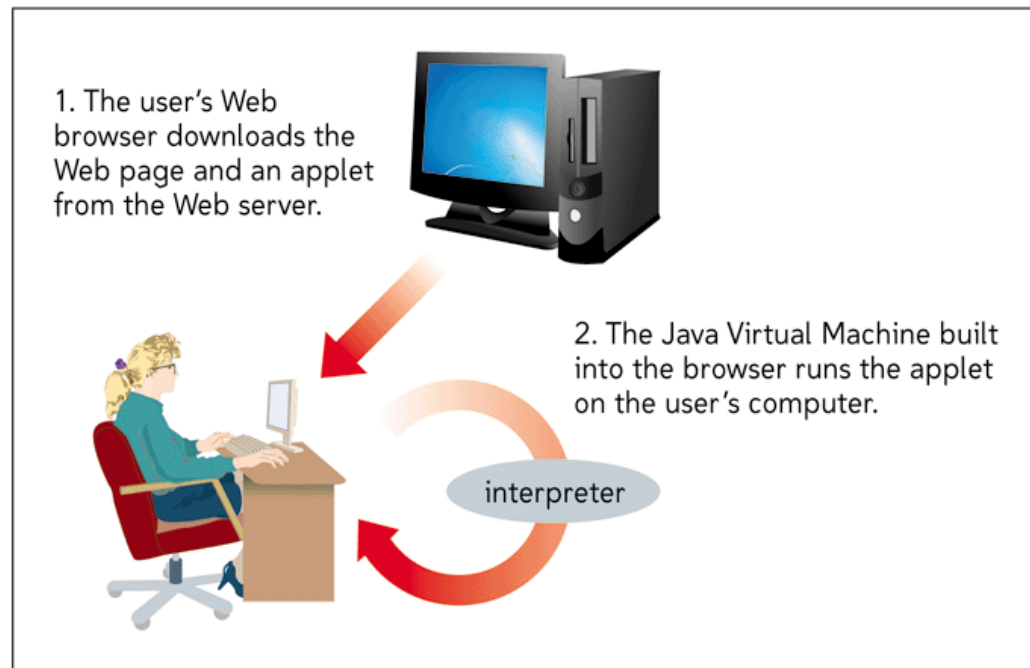 1. The user’s Web
browser downloads the
Web page and an applet
from the Web server.
2. The Java Virtual Machine built
into the browser runs the applet
on the user’s computer.
interpreter